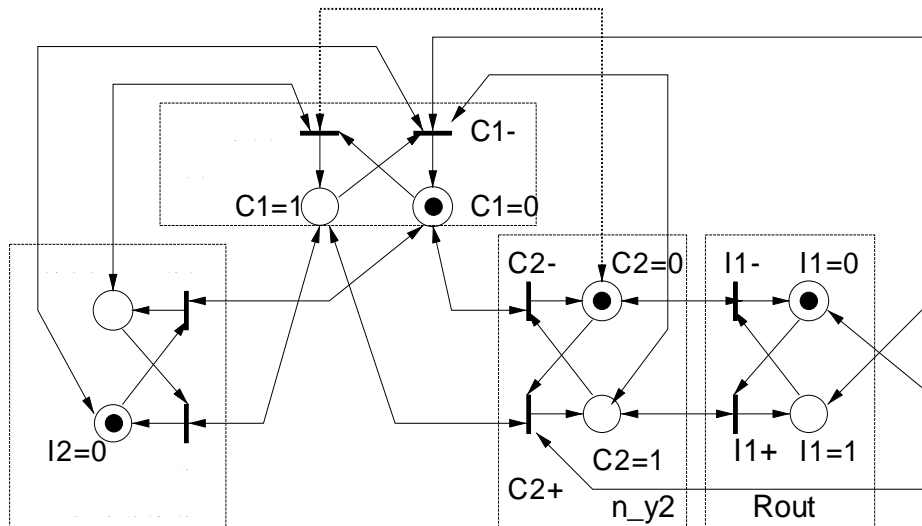 C1-
C1=1
C1=0
C2-
C2=0
I1-
I1=0
I2=0
C2=1
I1+
I1=1
C2+
n_y2
Rout